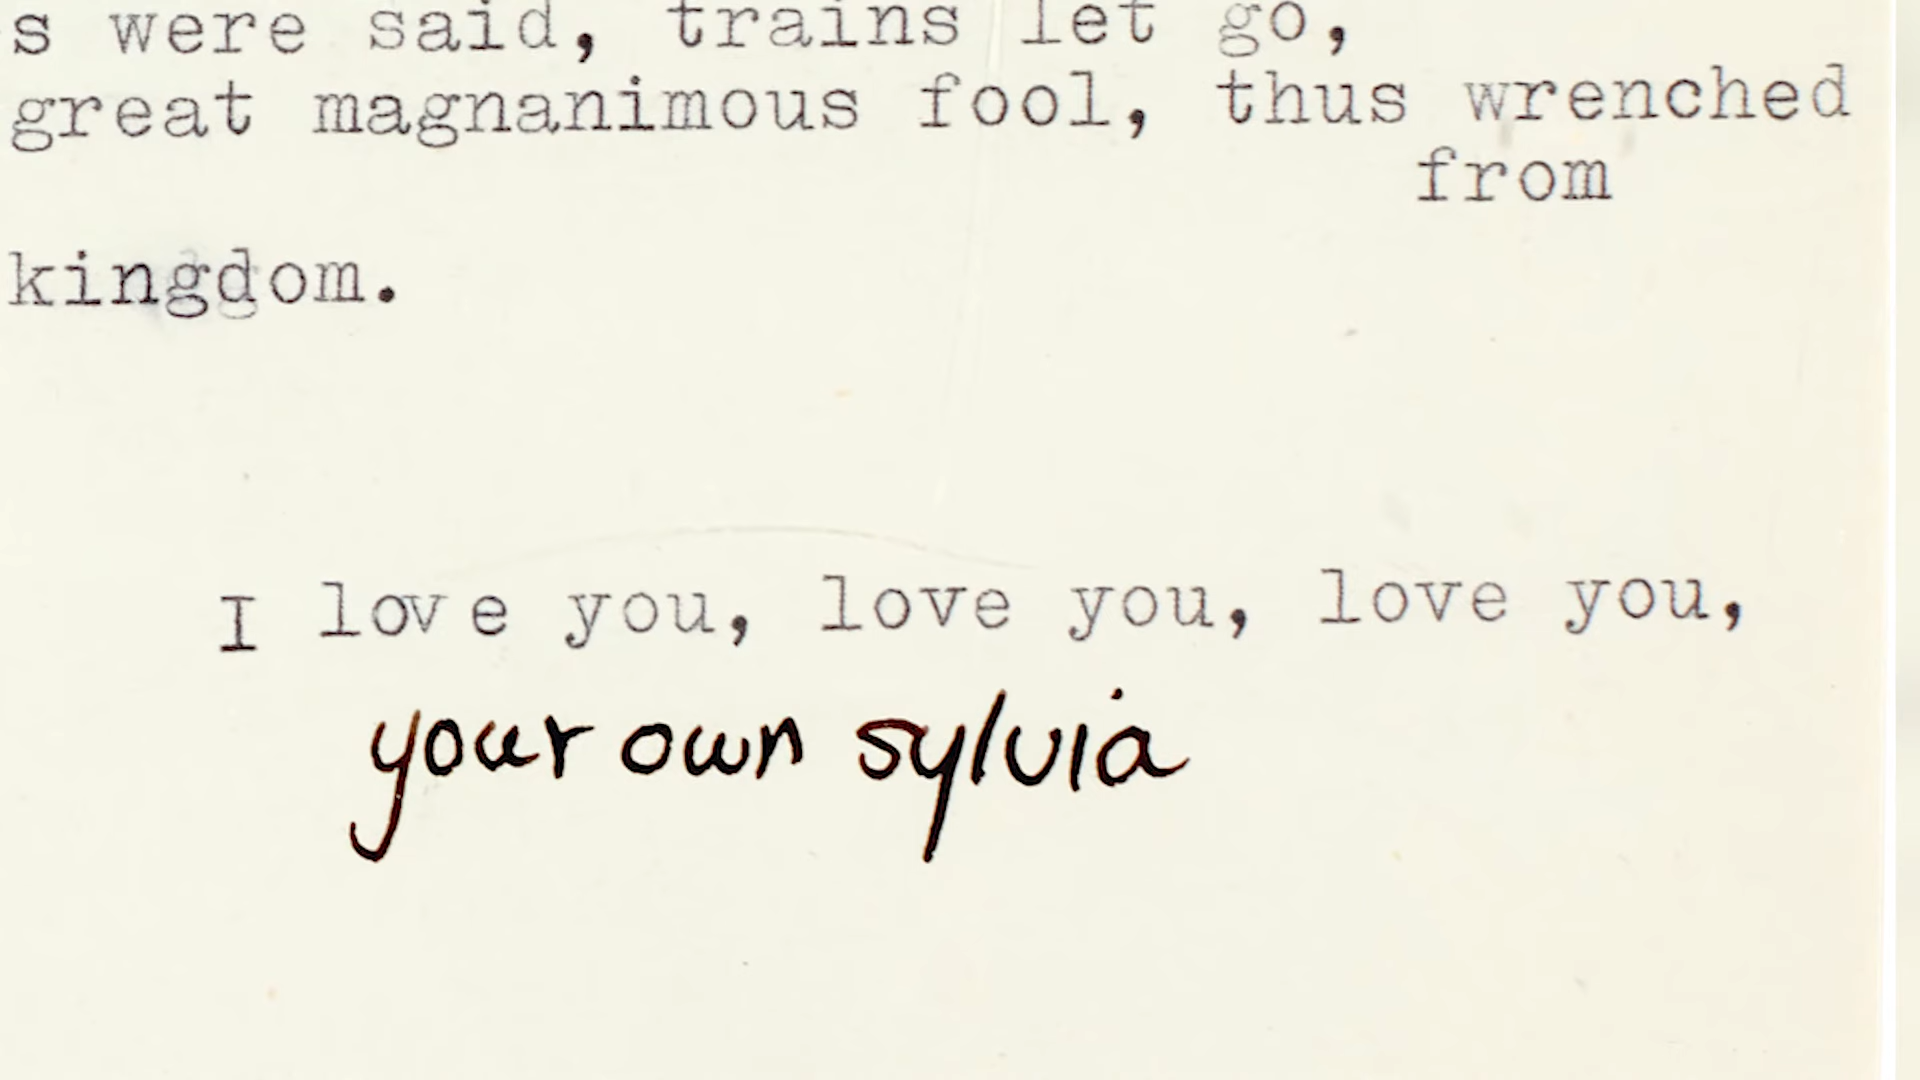 s were said, trains let go,
great magnanimous fool, thus wrenched
from
kingdom.
I love you, love you, love you,
your own sylvia